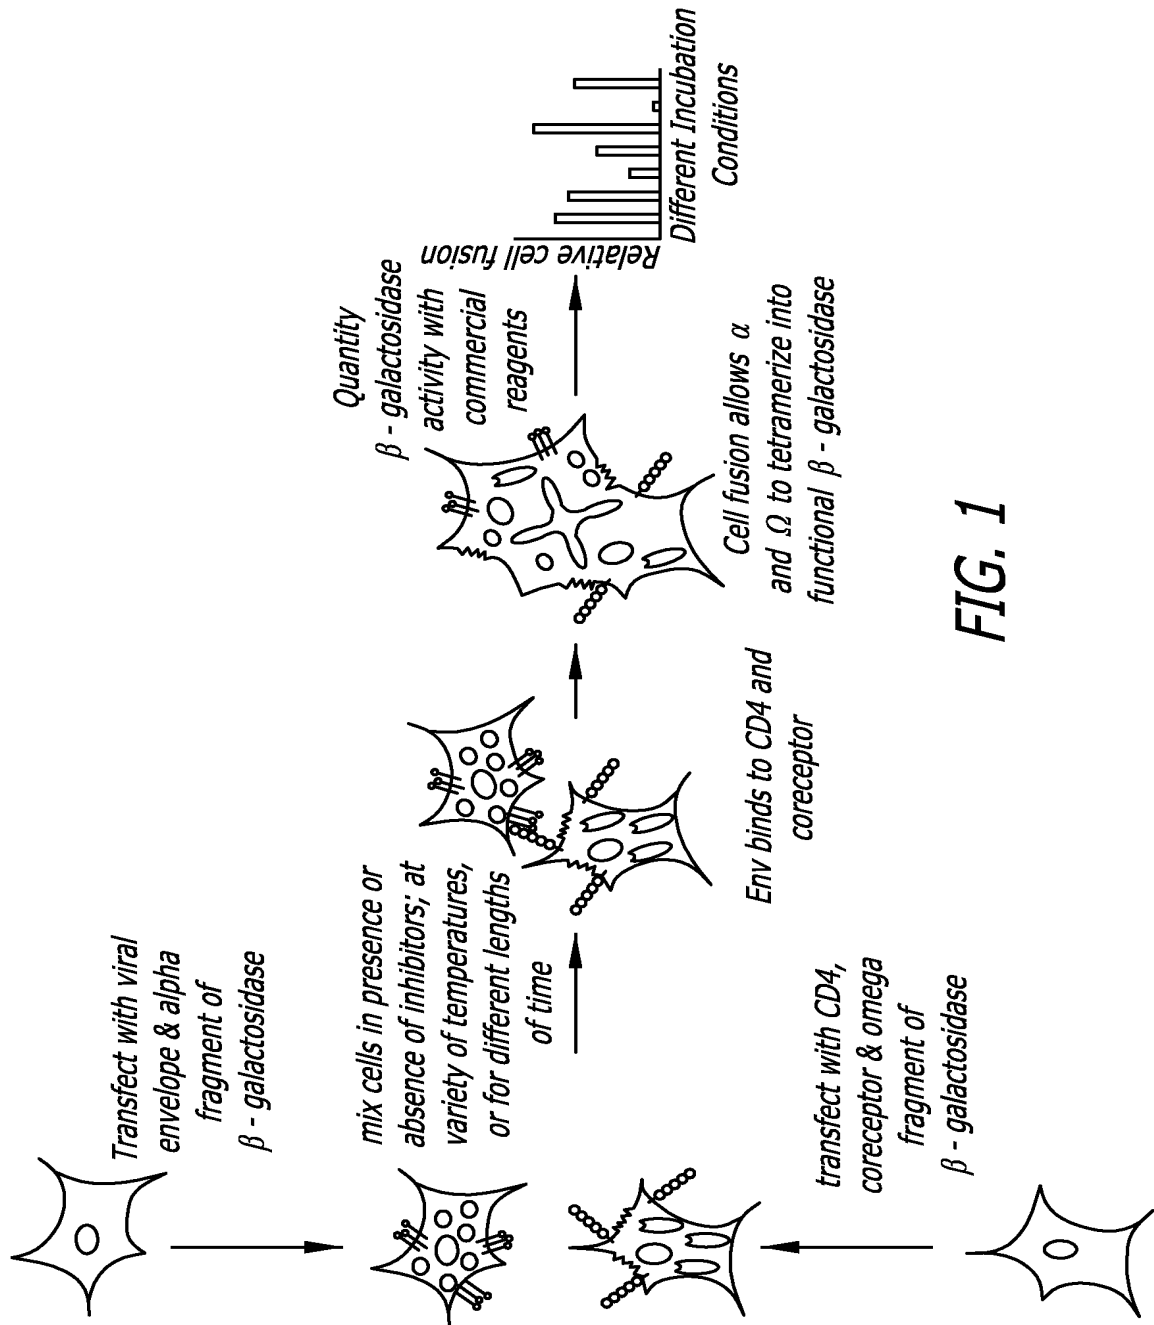 Transfect with viral
envelope & alpha
fragment of
β - galactosidase
mix cells in presence or
absence of inhibitors; at
variety of temperatures,
or for different lengths
of time
transfect with CD4,
coreceptor & omega
fragment of
β - galactosidase
Env binds to CD4 and
coreceptor
Cell fusion allows α
and Ω to tetramerize into
functional β - galactosidase
Quantity
β - galactosidase
activity with
commercial
reagents
Relative cell fusion
Different Incubation
Conditions
FIG. 1